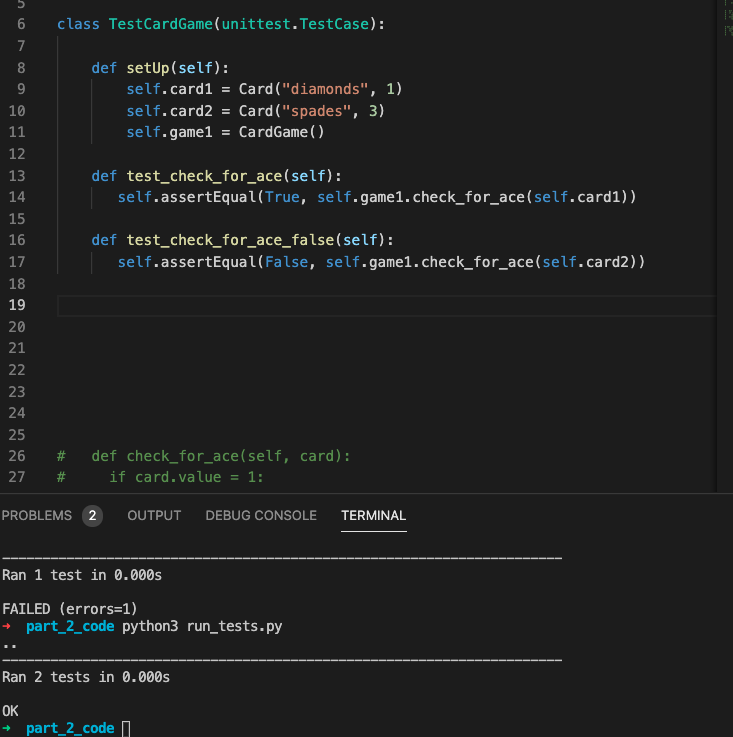 5
6 class TestCardGame(unittest.TestCase):
7
8     def setUp(self):
9         self.card1 = Card("diamonds", 1)
10         self.card2 = Card("spades", 3)
11         self.game1 = CardGame()
12
13     def test_check_for_ace(self):
14        self.assertEqual(True, self.game1.check_for_ace(self.card1))
15
16     def test_check_for_ace_false(self):
17        self.assertEqual(False, self.game1.check_for_ace(self.card2))
18
19
20
21
22
23
24
25
26 #   def check_for_ace(self, card):
27 #     if card.value = 1:
PROBLEMS 2 OUTPUT DEBUG CONSOLE TERMINAL
----------------------------------------------------------------------
Ran 1 test in 0.000s
FAILED (errors=1)
➜ part_2_code python3 run_tests.py
..
----------------------------------------------------------------------
Ran 2 tests in 0.000s
OK
➜ part_2_code